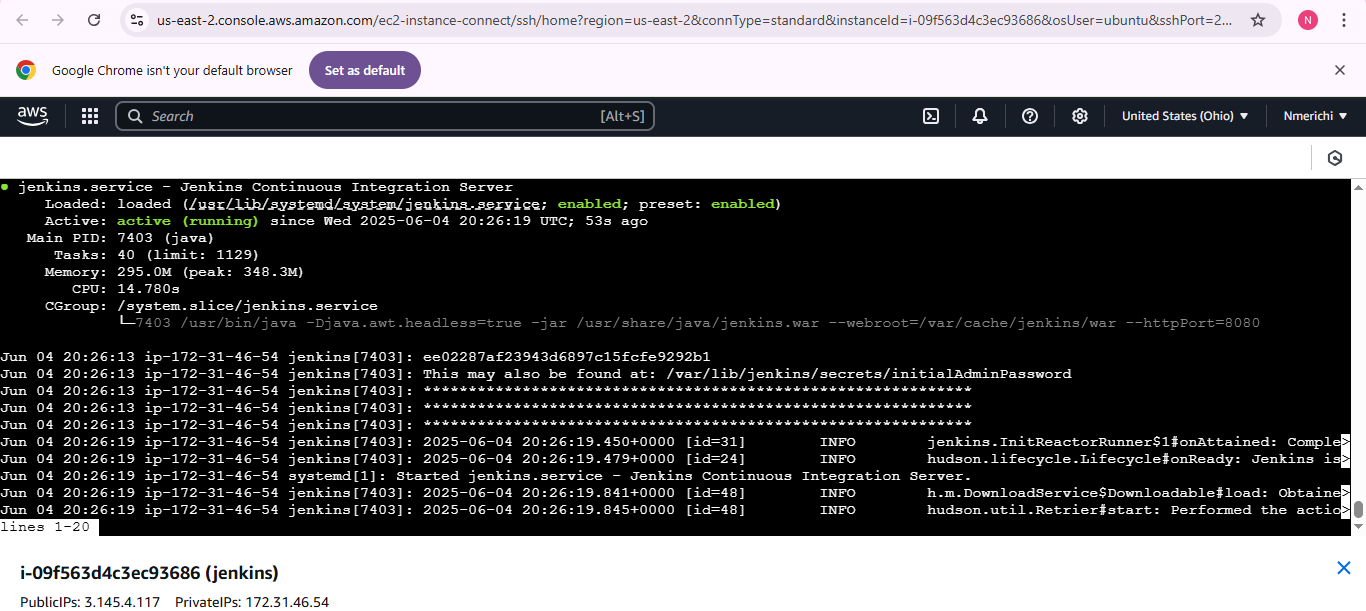 us-east-2.console.aws.amazon.com/ec2-instance-connect/ssh/home?region=us-east-2&connType=standard&instanceId=i-09f563d4c3ec93686&osUser=ubuntu&sshPort=2...
N
Google Chrome isn't your default browser
Set as default
aws
Search
[Alt+S]
United States (Ohio)
Nmerichi
● jenkins.service - Jenkins Continuous Integration Server
Loaded: loaded (/usr/lib/systemd/system/jenkins.service; enabled; preset: enabled)
Active: active (running) since Wed 2025-06-04 20:26:19 UTC; 53s ago
Main PID: 7403 (java)
Tasks: 40 (limit: 1129)
Memory: 295.0M (peak: 348.3M)
CPU: 14.780s
CGroup: /system.slice/jenkins.service
└─7403 /usr/bin/java -Djava.awt.headless=true -jar /usr/share/java/jenkins.war --webroot=/var/cache/jenkins/war --httpPort=8080
Jun 04 20:26:13 ip-172-31-46-54 jenkins[7403]: ee02287af23943d6897c15fcfe9292b1
Jun 04 20:26:13 ip-172-31-46-54 jenkins[7403]: This may also be found at: /var/lib/jenkins/secrets/initialAdminPassword
Jun 04 20:26:13 ip-172-31-46-54 jenkins[7403]: *************************************************************
Jun 04 20:26:13 ip-172-31-46-54 jenkins[7403]: *************************************************************
Jun 04 20:26:13 ip-172-31-46-54 jenkins[7403]: *************************************************************
Jun 04 20:26:19 ip-172-31-46-54 jenkins[7403]: 2025-06-04 20:26:19.450+0000 [id=31] INFO jenkins.InitReactorRunner$1#onAttained: Comple>
Jun 04 20:26:19 ip-172-31-46-54 jenkins[7403]: 2025-06-04 20:26:19.479+0000 [id=24] INFO hudson.lifecycle.Lifecycle#onReady: Jenkins is>
Jun 04 20:26:19 ip-172-31-46-54 systemd[1]: Started jenkins.service - Jenkins Continuous Integration Server.
Jun 04 20:26:19 ip-172-31-46-54 jenkins[7403]: 2025-06-04 20:26:19.841+0000 [id=48] INFO h.m.DownloadService$Downloadable#load: Obtaine>
Jun 04 20:26:19 ip-172-31-46-54 jenkins[7403]: 2025-06-04 20:26:19.845+0000 [id=48] INFO hudson.util.Retrier#start: Performed the actio>
lines 1-20
i-09f563d4c3ec93686 (jenkins)
PublicIPs: 3.145.4.117 PrivateIPs: 172.31.46.54